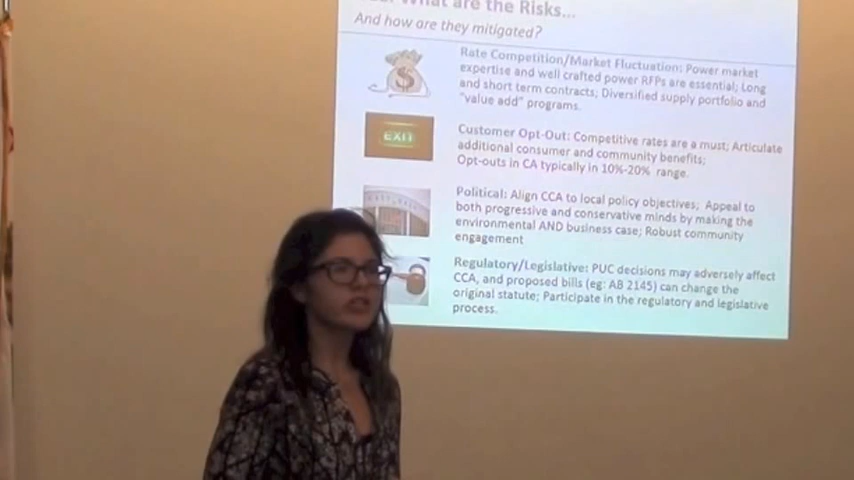 What are the Risks...
And how are they mitigated?
Rate Competition/Market Fluctuation: Power market
expertise and well crafted power RFPs are essential; Long
and short term contracts; Diversified supply portfolio and
"value add" programs.
EXIT
Customer Opt-Out: Competitive rates are a must; Articulate
additional consumer and community benefits;
Opt-outs in CA typically in 10%-20% range.
Political: Align CCA to local policy objectives; Appeal to
both progressive and conservative minds by making the
environmental AND business case; Robust community
engagement
Regulatory/Legislative: PUC decisions may adversely affect
CCA, and proposed bills (eg: AB 2145) can change the
original statute; Participate in the regulatory and legislative
process.